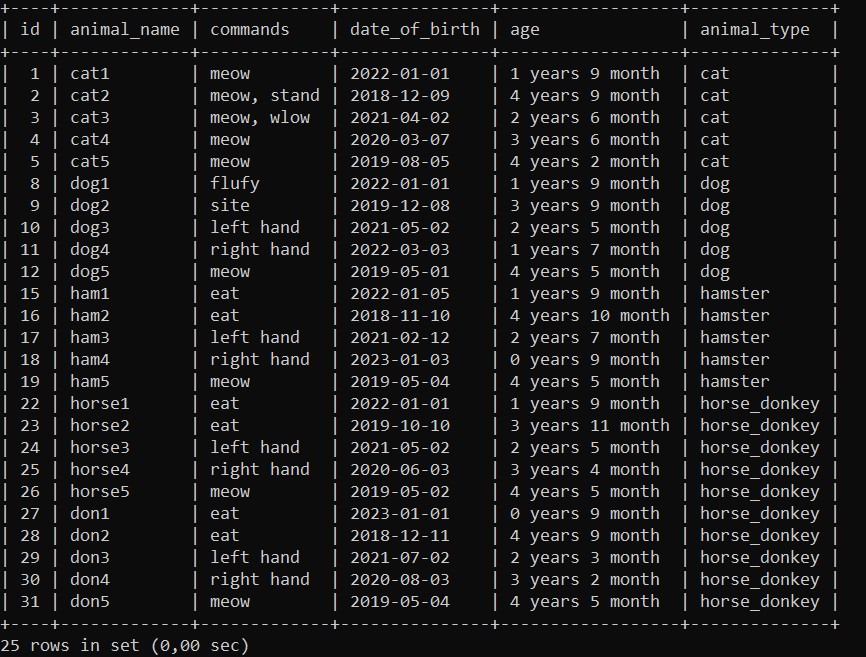 +----+-------------+-------------+---------------+------------------+--------------+
| id | animal_name | commands    | date_of_birth | age              | animal_type  |
+----+-------------+-------------+---------------+------------------+--------------+
|  1 | cat1        | meow        | 2022-01-01    | 1 years 9 month  | cat          |
|  2 | cat2        | meow, stand | 2018-12-09    | 4 years 9 month  | cat          |
|  3 | cat3        | meow, wlow  | 2021-04-02    | 2 years 6 month  | cat          |
|  4 | cat4        | meow        | 2020-03-07    | 3 years 6 month  | cat          |
|  5 | cat5        | meow        | 2019-08-05    | 4 years 2 month  | cat          |
|  8 | dog1        | flufy       | 2022-01-01    | 1 years 9 month  | dog          |
|  9 | dog2        | site        | 2019-12-08    | 3 years 9 month  | dog          |
| 10 | dog3        | left hand   | 2021-05-02    | 2 years 5 month  | dog          |
| 11 | dog4        | right hand  | 2022-03-03    | 1 years 7 month  | dog          |
| 12 | dog5        | meow        | 2019-05-01    | 4 years 5 month  | dog          |
| 15 | ham1        | eat         | 2022-01-05    | 1 years 9 month  | hamster      |
| 16 | ham2        | eat         | 2018-11-10    | 4 years 10 month | hamster      |
| 17 | ham3        | left hand   | 2021-02-12    | 2 years 7 month  | hamster      |
| 18 | ham4        | right hand  | 2023-01-03    | 0 years 9 month  | hamster      |
| 19 | ham5        | meow        | 2019-05-04    | 4 years 5 month  | hamster      |
| 22 | horse1      | eat         | 2022-01-01    | 1 years 9 month  | horse_donkey |
| 23 | horse2      | eat         | 2019-10-10    | 3 years 11 month | horse_donkey |
| 24 | horse3      | left hand   | 2021-05-02    | 2 years 5 month  | horse_donkey |
| 25 | horse4      | right hand  | 2020-06-03    | 3 years 4 month  | horse_donkey |
| 26 | horse5      | meow        | 2019-05-02    | 4 years 5 month  | horse_donkey |
| 27 | don1        | eat         | 2023-01-01    | 0 years 9 month  | horse_donkey |
| 28 | don2        | eat         | 2018-12-11    | 4 years 9 month  | horse_donkey |
| 29 | don3        | left hand   | 2021-07-02    | 2 years 3 month  | horse_donkey |
| 30 | don4        | right hand  | 2020-08-03    | 3 years 2 month  | horse_donkey |
| 31 | don5        | meow        | 2019-05-04    | 4 years 5 month  | horse_donkey |
+----+-------------+-------------+---------------+------------------+--------------+
25 rows in set (0,00 sec)